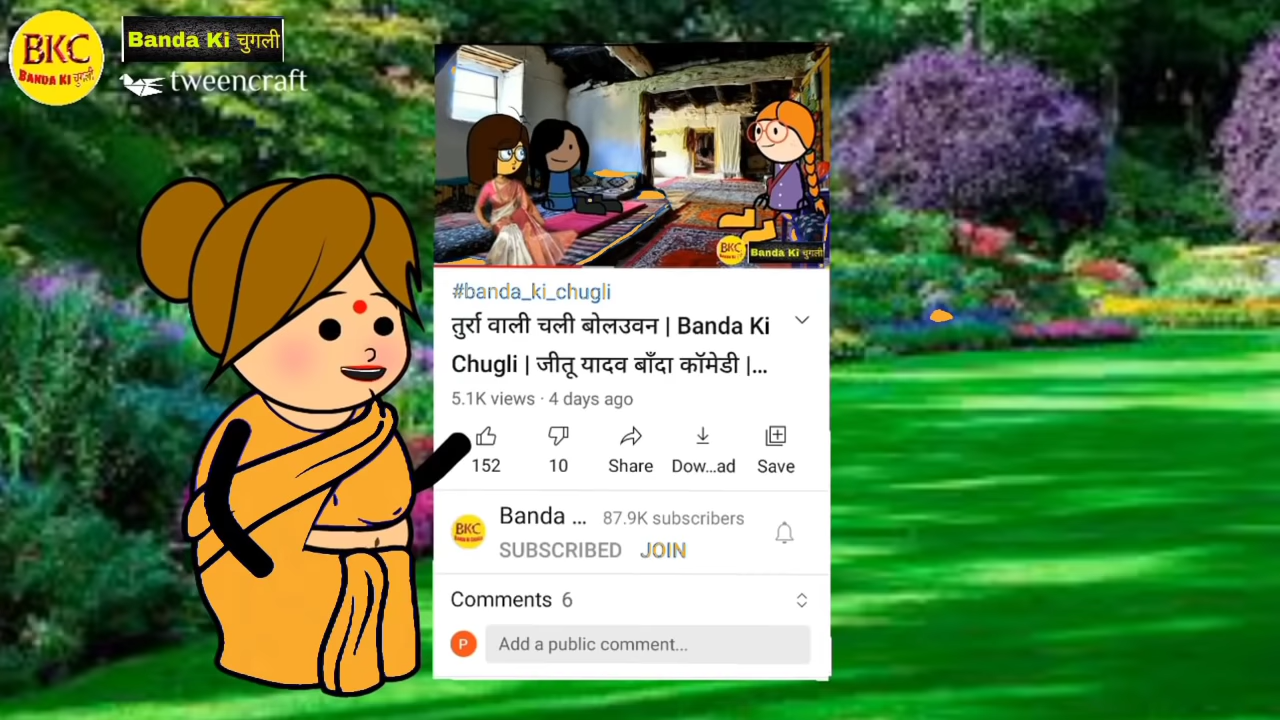 BKC
BANDA KI चुगली
Banda Ki चुगली
tweencraft
BKC
Banda Ki चुगली
#banda_ki_chugli
तुर्रा वाली चली बोलउवन | Banda Ki
Chugli | जीतू यादव बाँदा कॉमेडी |...
5.1K views · 4 days ago
152
10
Share
Dow...ad
Save
BKC
Banda ...
87.9K subscribers
SUBSCRIBED
JOIN
Comments 6
P
Add a public comment...